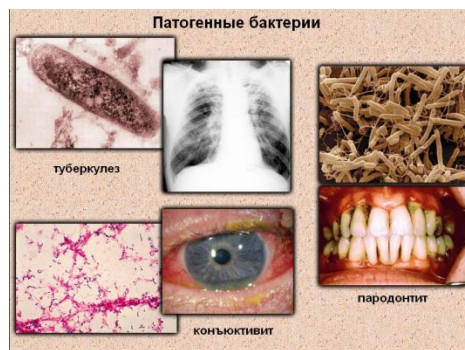 Патогенные бактерии
туберкулез
пародонтит
конъюктивит